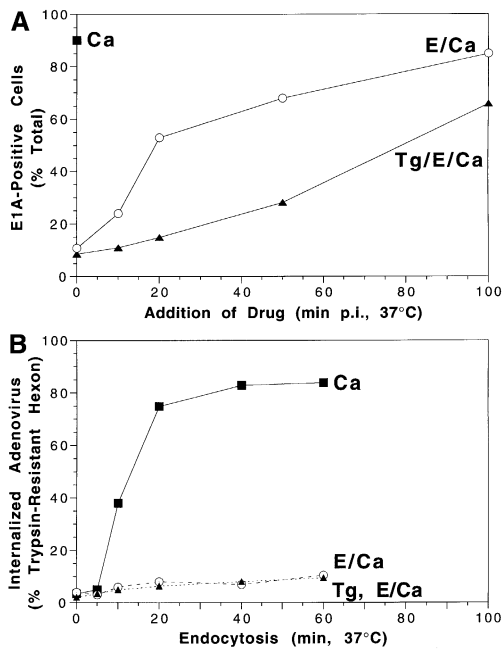 A
Ca
E/Ca
Tg/E/Ca
E1A-Positive Cells
(% Total)
100
80
60
40
20
0
0 20 40 60 80 100
Addition of Drug (min p.i., 37°C)
B
Ca
E/Ca
Tg, E/Ca
Internalized Adenovirus
(% Trypsin-Resistant Hexon)
100
80
60
40
20
0
0 20 40 60 80 100
Endocytosis (min, 37°C)